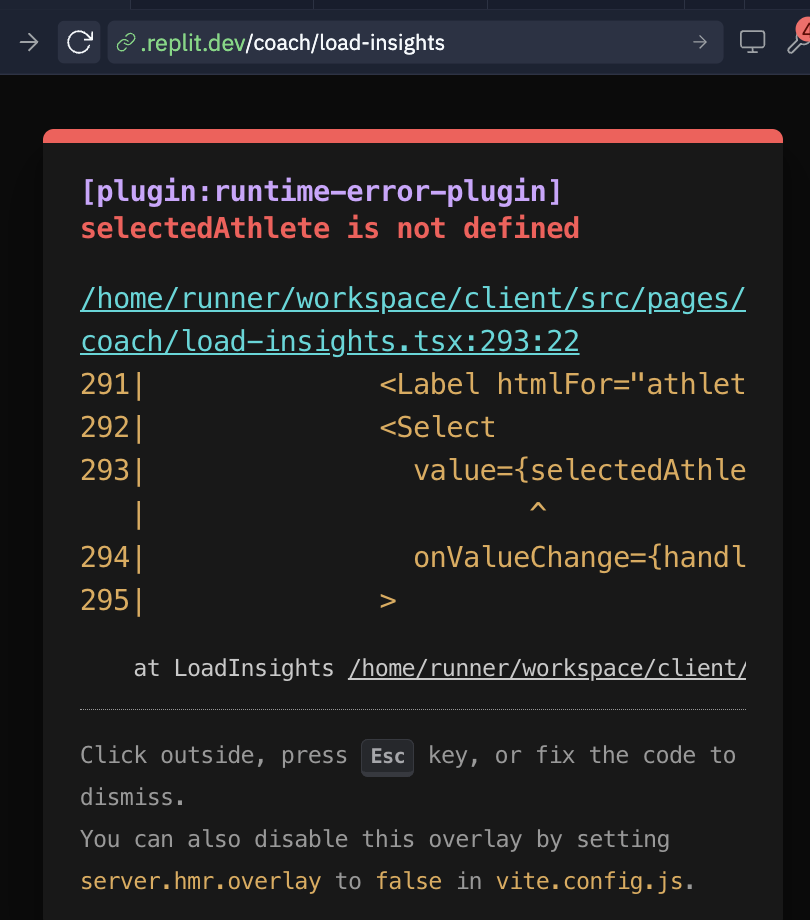 .replit.dev/coach/load-insights
[plugin:runtime-error-plugin]
selectedAthlete is not defined
/home/runner/workspace/client/src/pages/
coach/load-insights.tsx:293:22
291|              <Label htmlFor="athlet
292|              <Select
293|                value={selectedAthle
   |                       ^
294|                onValueChange={handl
295|              >
at LoadInsights /home/runner/workspace/client/
Click outside, press Esc key, or fix the code to
dismiss.
You can also disable this overlay by setting
server.hmr.overlay to false in vite.config.js.